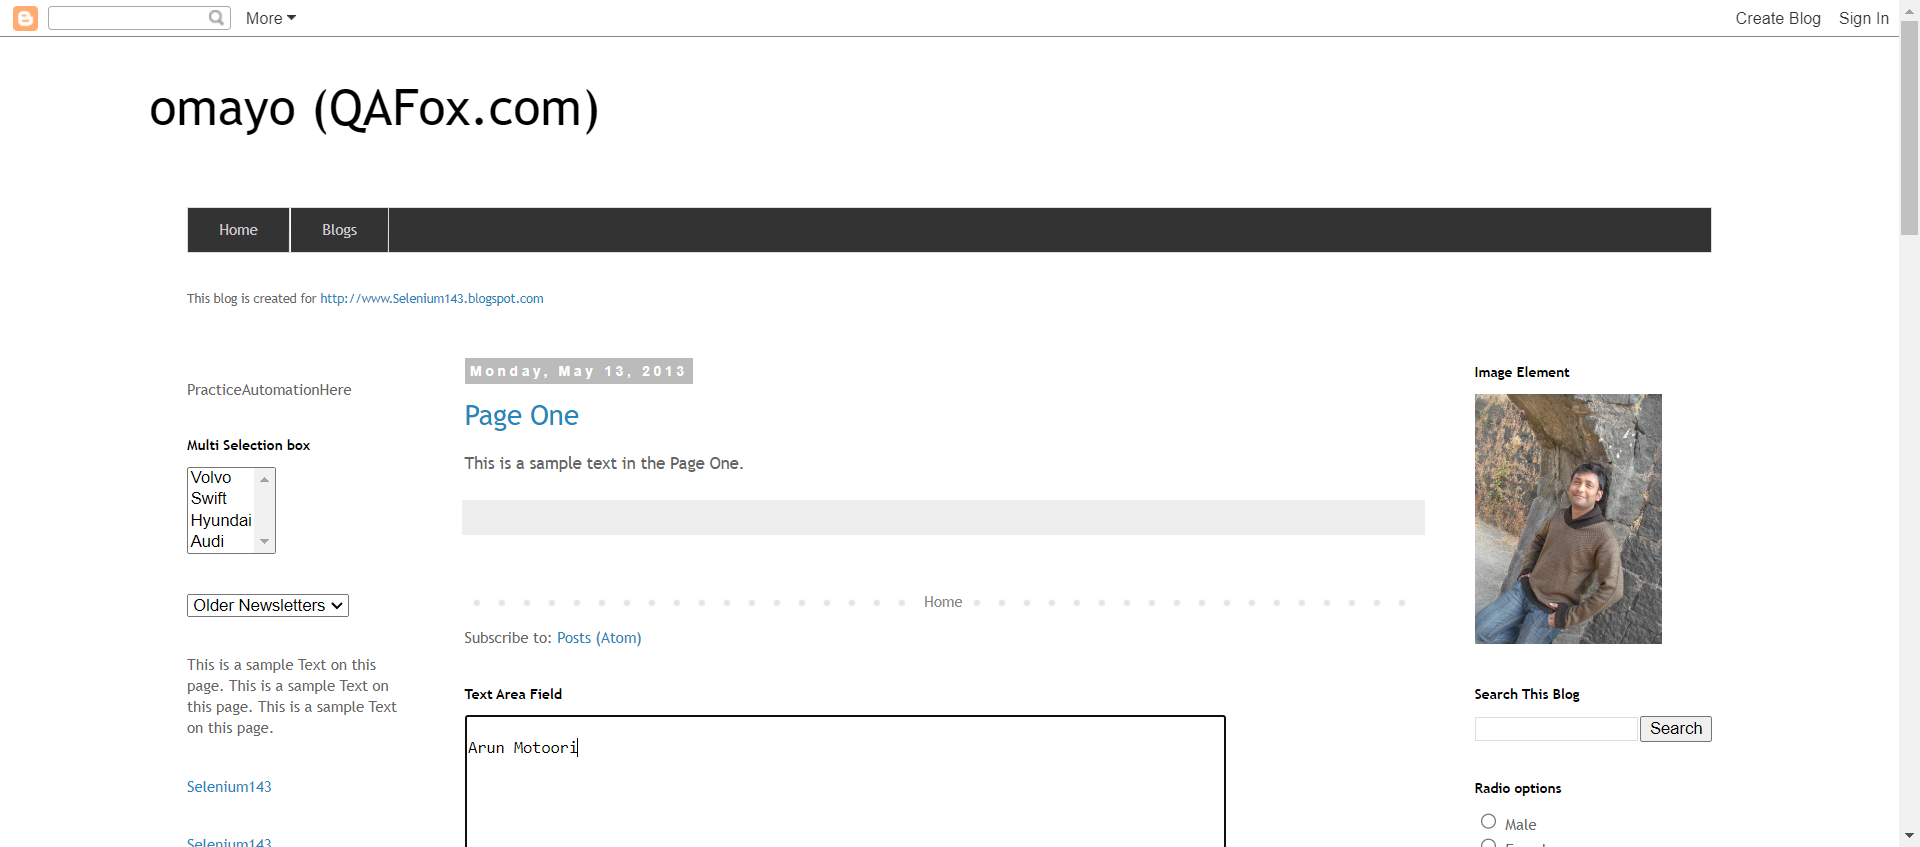 More
Create Blog
Sign In
omayo (QAFox.com)
Home
Blogs
This blog is created for http://www.Selenium143.blogspot.com
PracticeAutomationHere
Multi Selection box
Volvo
Swift
Hyundai
Audi
Older Newsletters
This is a sample Text on this
page. This is a sample Text on
this page. This is a sample Text
on this page.
Selenium143
Selenium143
Monday, May 13, 2013
Page One
This is a sample text in the Page One.
Home
Subscribe to: Posts (Atom)
Text Area Field
Arun Motoori
Image Element
Search This Blog
Search
Radio options
Male